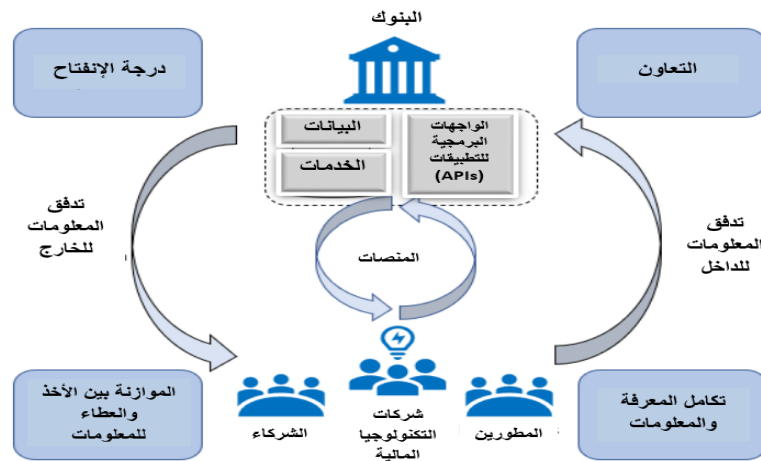 البنوك
التعاون
درجة الإنفتاح
الواجهات
البرمجية
للتطبيقات
(APIs)
البيانات
الخدمات
تدفق
المعلومات
للداخل
المنصات
تدفق
المعلومات
للخارج
تكامل المعرفة
والمعلومات
المطورين
شركات
التكنولوجيا
المالية
الشركاء
الموازنة بين الأخذ
والعطاء
للمعلومات